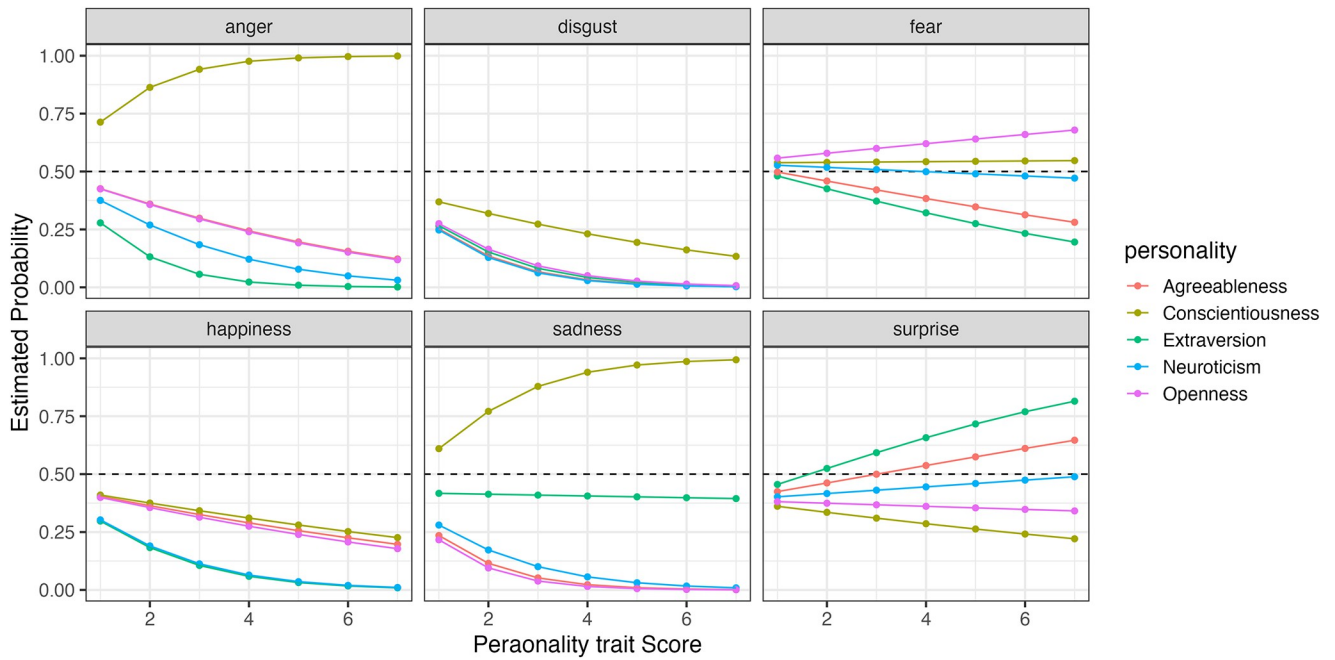 anger disgust fear
1.00
0.75
0.50
0.25
0.00
happiness sadness surprise
1.00
0.75
0.50
0.25
0.00
2 4 6 2 4 6 2 4 6
Peraonality trait Score
Estimated Probability
personality
Agreeableness
Conscientiousness
Extraversion
Neuroticism
Openness